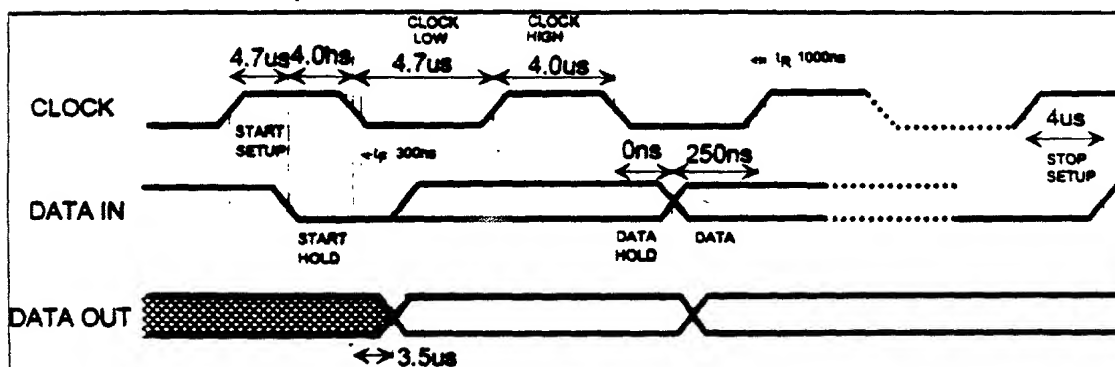 CLOCK LOW
CLOCK HIGH
4.7us
4.0hs
4.7us
4.0us
tR 1000ns
CLOCK
START SETUP
tF 300ns
4us
STOP SETUP
0ns
250ns
DATA IN
START HOLD
DATA HOLD
DATA
DATA OUT
3.5us